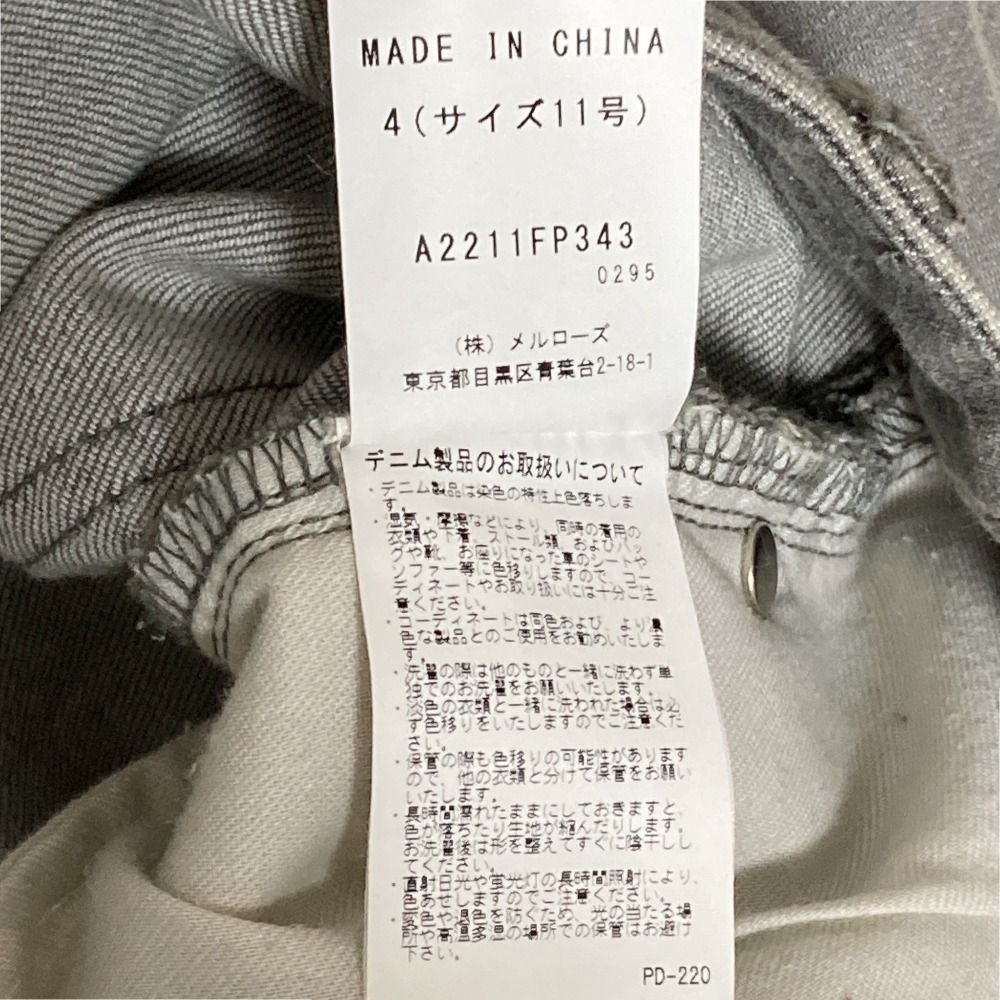 MADE IN CHINA
4(サイズ11号)
A2211FP343
0295
(株) メルローズ
東京都目黒区青葉台2-18-1
デニム製品のお取扱いについて
・デニム製品は染色の特性上色落ちしま
す。
・湿気・摩擦などにより、同時の着用の
衣類や下着、ストール類、およびバッ
グや靴、お座りになった車のシートや
ソファー等に色移りしますので、コー
ディネートやお取り扱いには十分ご注
意ください。
・コーディネートは同色および、より濃
色な製品とのご使用をお勧めいたしま
す。
・洗濯の際は他のものと一緒に洗わず単
独でのお洗濯をお願いいたします。
・淡色の衣類と一緒に洗われた場合は必
ず色移りをいたしますのでご注意くだ
さい。
・保管の際も色移りの可能性があります
ので、他の衣類と分けて保管をお願い
いたします。
・長時間濡れたままにしておきますと、
色が落ちたり生地が縮んだりします。
お洗濯後は形を整えてすぐに陰干しし
てください。
・直射日光や蛍光灯の長時間照射により、
色あせしますのでご注意ください。
・変色や退色を防ぐため、光の当たる場
所や高温多湿の場所での保管はお避け
下さい。
PD-220